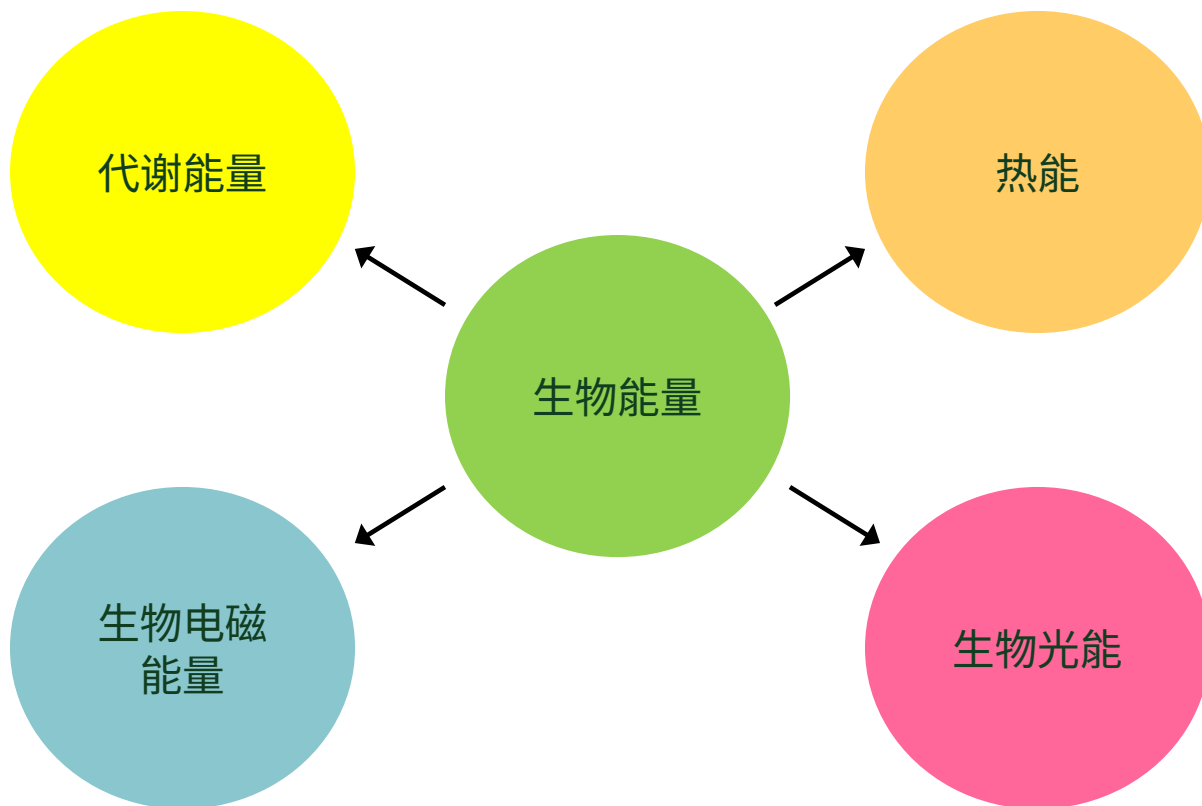 代谢能量
热能
生物能量
生物电磁
能量
生物光能